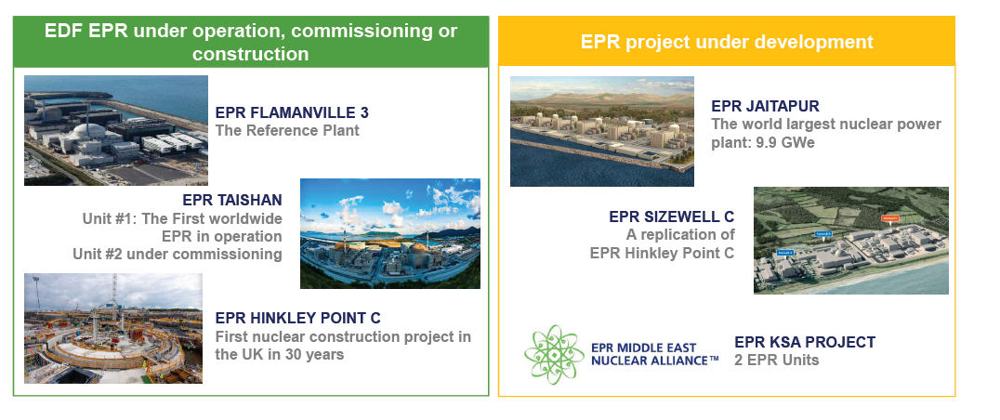 EDF EPR under operation, commissioning or
construction
EPR FLAMANVILLE 3
The Reference Plant
EPR TAISHAN
Unit #1: The First worldwide
EPR in operation
Unit #2 under commissioning
EPR HINKLEY POINT C
First nuclear construction project in
the UK in 30 years
EPR project under development
EPR JAITAPUR
The world largest nuclear power
plant: 9.9 GWe
EPR SIZEWELL C
A replication of
EPR Hinkley Point C
EPR MIDDLE EAST
NUCLEAR ALLIANCE™
EPR KSA PROJECT
2 EPR Units